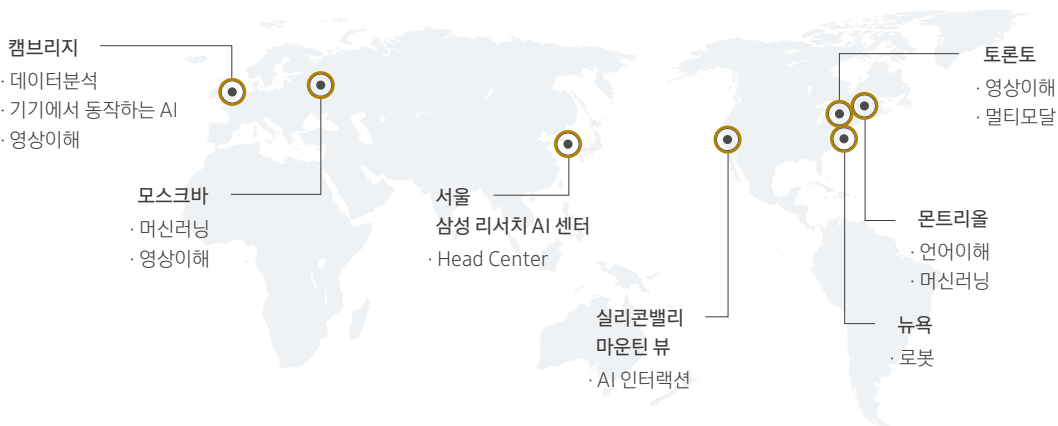 캠브리지
· 데이터분석
· 기기에서 동작하는 AI
· 영상이해
모스크바
· 머신러닝
· 영상이해
서울
삼성 리서치 AI 센터
· Head Center
실리콘밸리
마운틴 뷰
· AI 인터랙션
토론토
· 영상이해
· 멀티모달
몬트리올
· 언어이해
· 머신러닝
뉴욕
· 로봇